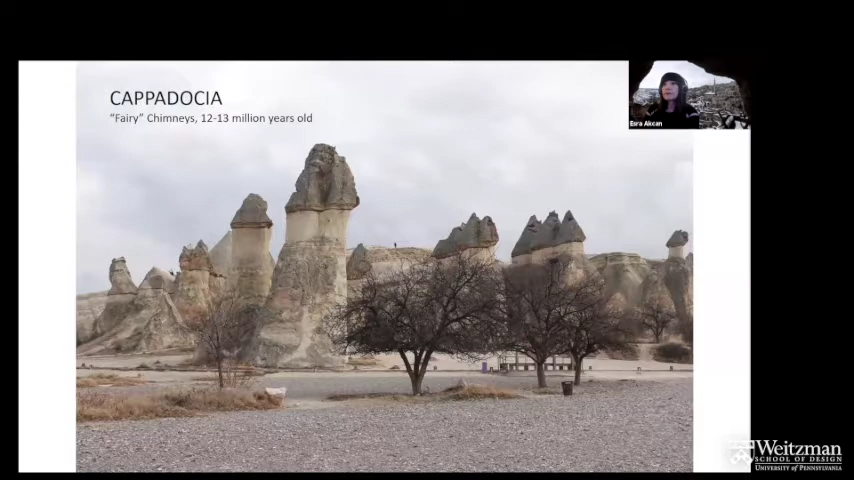 CAPPADOCIA
"Fairy" Chimneys, 12-13 million years old
Esra Akcan
Weitzman
SCHOOL OF DESIGN
UNIVERSITY OF PENNSYLVANIA